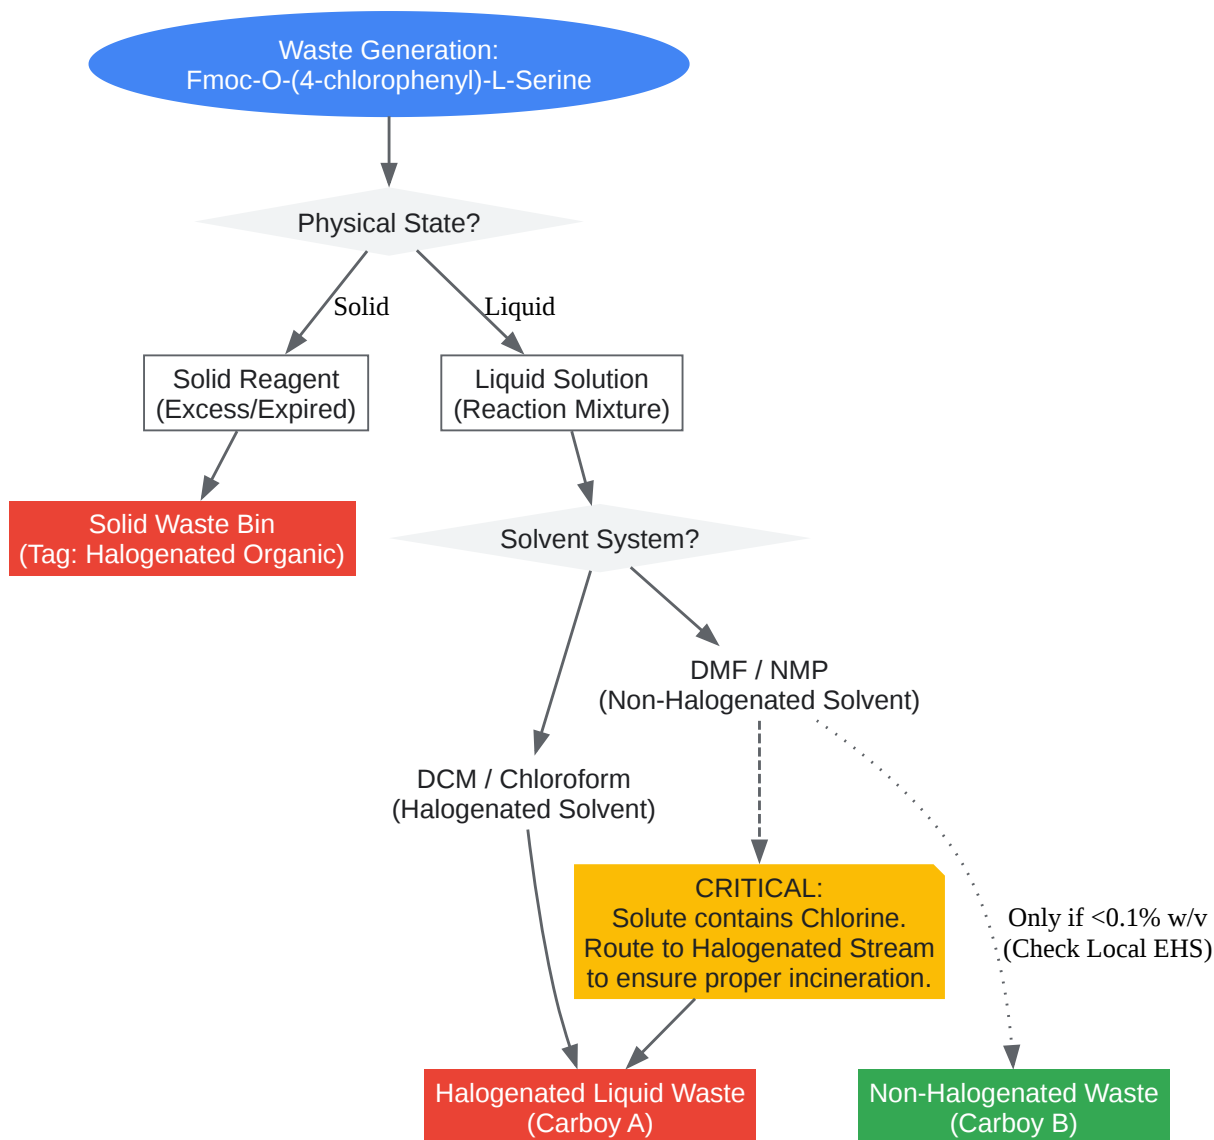 Waste Generation:
Fmoc-O-(4-chlorophenyl)-L-Serine
Physical State?
Solid
Liquid
Solid Reagent
(Excess/Expired)
Liquid Solution
(Reaction Mixture)
Solid Waste Bin
(Tag: Halogenated Organic)
Solvent System?
DMF / NMP
(Non-Halogenated Solvent)
DCM / Chloroform
(Halogenated Solvent)
CRITICAL:
Solute contains Chlorine.
Route to Halogenated Stream
to ensure proper incineration.
Only if <0.1% w/v
(Check Local EHS)
Halogenated Liquid Waste
(Carboy A)
Non-Halogenated Waste
(Carboy B)